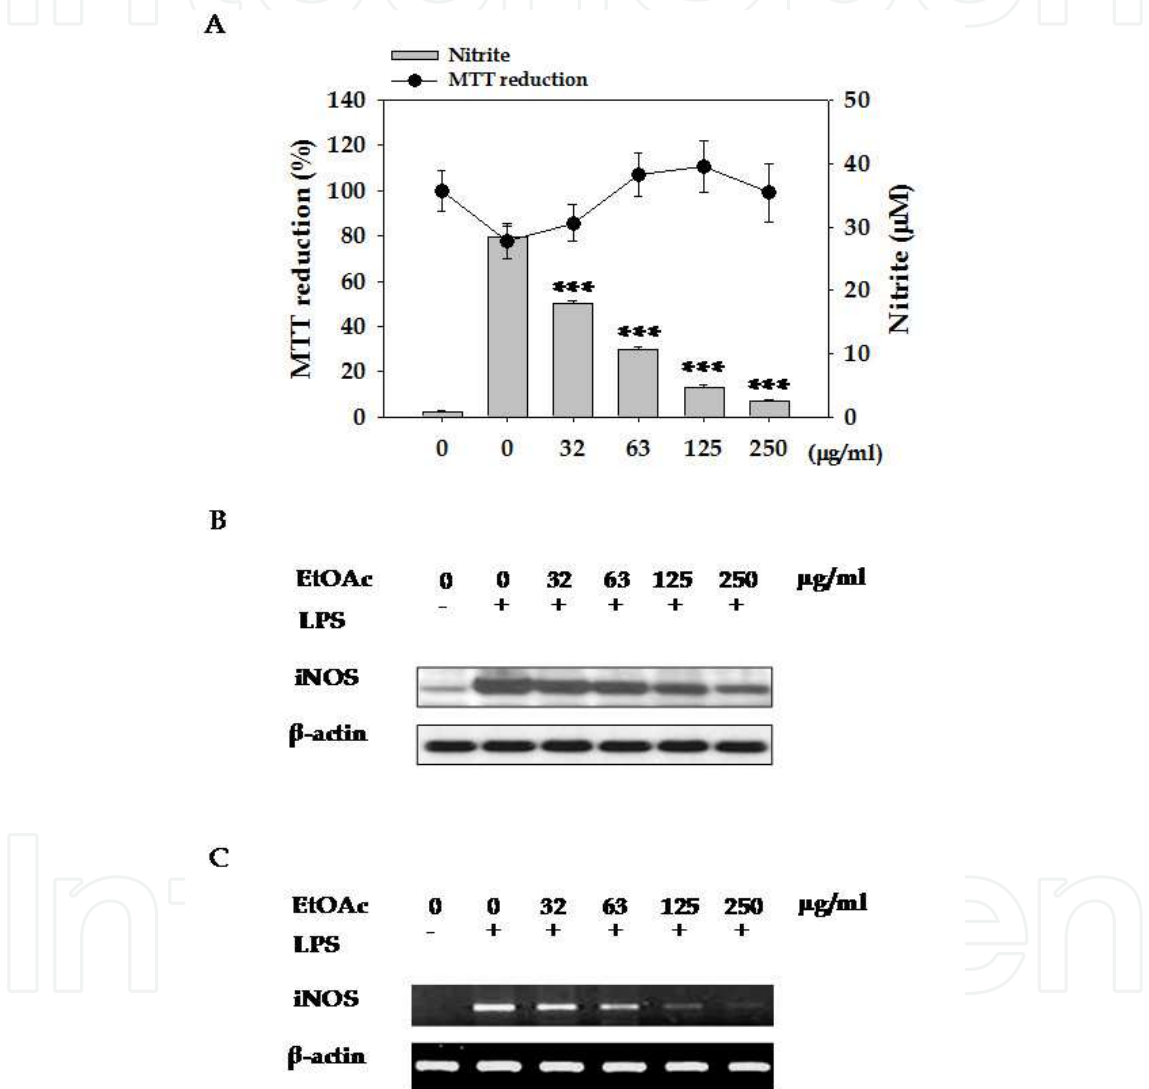 A
Nitrite
MTT reduction
140 50
120
40
100
30
80
60
20
40
10
20
0 0
MTT reduction (%)
Nitrite (µM)
***
***
***
***
0 0 32 63 125 250 (µg/ml)
B
EtOAc 0 0 32 63 125 250 µg/ml
- + + + + +
LPS
iNOS
β-actin
C
EtOAc 0 0 32 63 125 250 µg/ml
- + + + + +
LPS
iNOS
β-actin